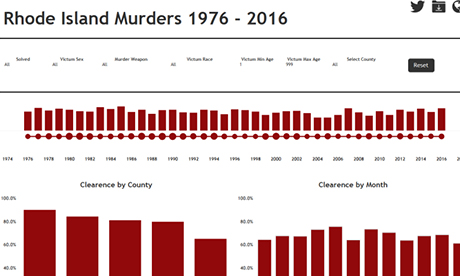 Rhode Island Murders 1976 - 2016
Solved Victum Sex Murder Weapon Victum Race Victum Min Age Victum Max Age Select County
All All All All 1 999 All
Reset
1974 1976 1978 1980 1982 1984 1986 1988 1990 1992 1994 1996 1998 2000 2002 2004 2006 2008 2010 2012 2014 2016
Clearence by County Clearence by Month
100.0% 100.0%
80.0% 80.0%
60.0% 60.0%
40.0% 40.0%